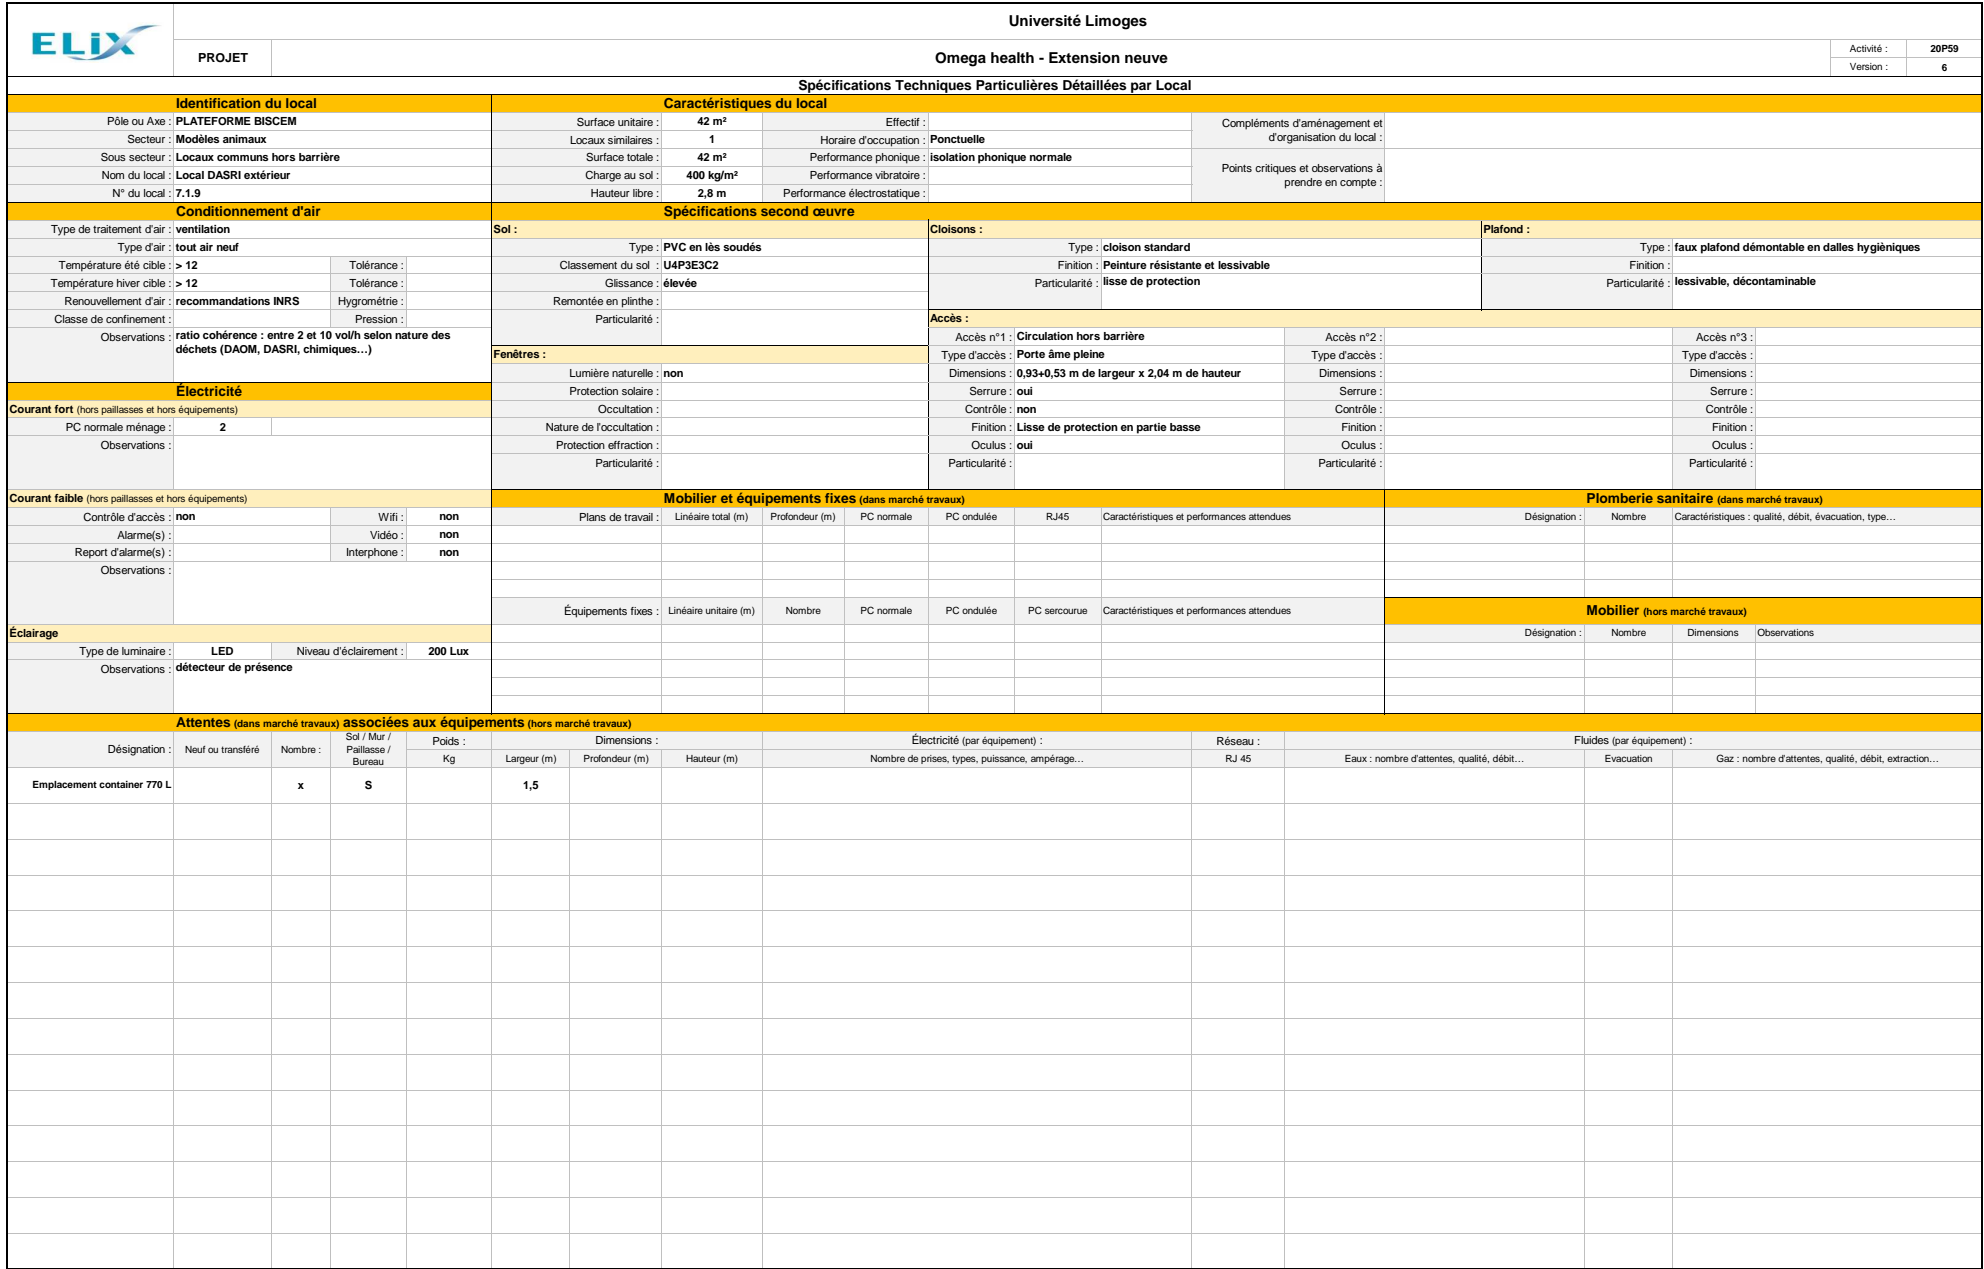 ELiX
Université Limoges
PROJET
Omega health - Extension neuve
Activité : 20P59
Version : 6
Spécifications Techniques Particulières Détaillées par Local
Identification du local
Pôle ou Axe : PLATEFORME BISCEM
Secteur : Modèles animaux
Sous secteur : Locaux communs hors barrière
Nom du local : Local DASRI extérieur
N° du local : 7.1.9
Caractéristiques du local
Surface unitaire : 42 m²
Locaux similaires : 1
Surface totale : 42 m²
Charge au sol : 400 kg/m²
Hauteur libre : 2,8 m
Effectif :
Horaire d'occupation : Ponctuelle
Performance phonique : isolation phonique normale
Performance vibratoire :
Performance électrostatique :
Compléments d'aménagement et
d'organisation du local :
Points critiques et observations à
prendre en compte :
Conditionnement d'air
Type de traitement d'air : ventilation
Type d'air : tout air neuf
Température été cible : > 12 Tolérance :
Température hiver cible : > 12 Tolérance :
Renouvellement d'air : recommandations INRS Hygrométrie :
Classe de confinement : Pression :
Observations : ratio cohérence : entre 2 et 10 vol/h selon nature des
déchets (DAOM, DASRI, chimiques…)
Spécifications second œuvre
Sol :
Type : PVC en lès soudés
Classement du sol : U4P3E3C2
Glissance : élevée
Remontée en plinthe :
Particularité :
Cloisons :
Type : cloison standard
Finition : Peinture résistante et lessivable
Particularité : lisse de protection
Plafond :
Type : faux plafond démontable en dalles hygièniques
Finition :
Particularité : lessivable, décontaminable
Fenêtres :
Lumière naturelle : non
Protection solaire :
Occultation :
Nature de l'occultation :
Protection effraction :
Particularité :
Accès :
Accès n°1 : Circulation hors barrière
Type d'accès : Porte âme pleine
Dimensions : 0,93+0,53 m de largeur x 2,04 m de hauteur
Serrure : oui
Contrôle : non
Finition : Lisse de protection en partie basse
Oculus : oui
Particularité :
Accès n°2 :
Type d'accès :
Dimensions :
Serrure :
Contrôle :
Finition :
Oculus :
Particularité :
Accès n°3 :
Type d'accès :
Dimensions :
Serrure :
Contrôle :
Finition :
Oculus :
Particularité :
Électricité
Courant fort (hors paillasses et hors équipements)
PC normale ménage : 2
Observations :
Courant faible (hors paillasses et hors équipements)
Contrôle d'accès : non Wifi : non
Alarme(s) : Vidéo : non
Report d'alarme(s) : Interphone : non
Observations :
Éclairage
Type de luminaire : LED Niveau d'éclairement : 200 Lux
Observations : détecteur de présence
Mobilier et équipements fixes (dans marché travaux)
Plans de travail : Linéaire total (m) Profondeur (m) PC normale PC ondulée RJ45 Caractéristiques et performances attendues
Équipements fixes : Linéaire unitaire (m) Nombre PC normale PC ondulée PC sercourue Caractéristiques et performances attendues
Plomberie sanitaire (dans marché travaux)
Désignation : Nombre Caractéristiques : qualité, débit, évacuation, type…
Mobilier (hors marché travaux)
Désignation : Nombre Dimensions Observations
Attentes (dans marché travaux) associées aux équipements (hors marché travaux)
Désignation : Neuf ou transféré Nombre : Sol / Mur /
Paillasse /
Bureau
Poids : Dimensions : Électricité (par équipement) : Réseau : Fluides (par équipement) :
Kg Largeur (m) Profondeur (m) Hauteur (m) Nombre de prises, types, puissance, ampérage… RJ 45 Eaux : nombre d'attentes, qualité, débit… Evacuation Gaz : nombre d'attentes, qualité, débit, extraction…
Emplacement container 770 L x S 1,5